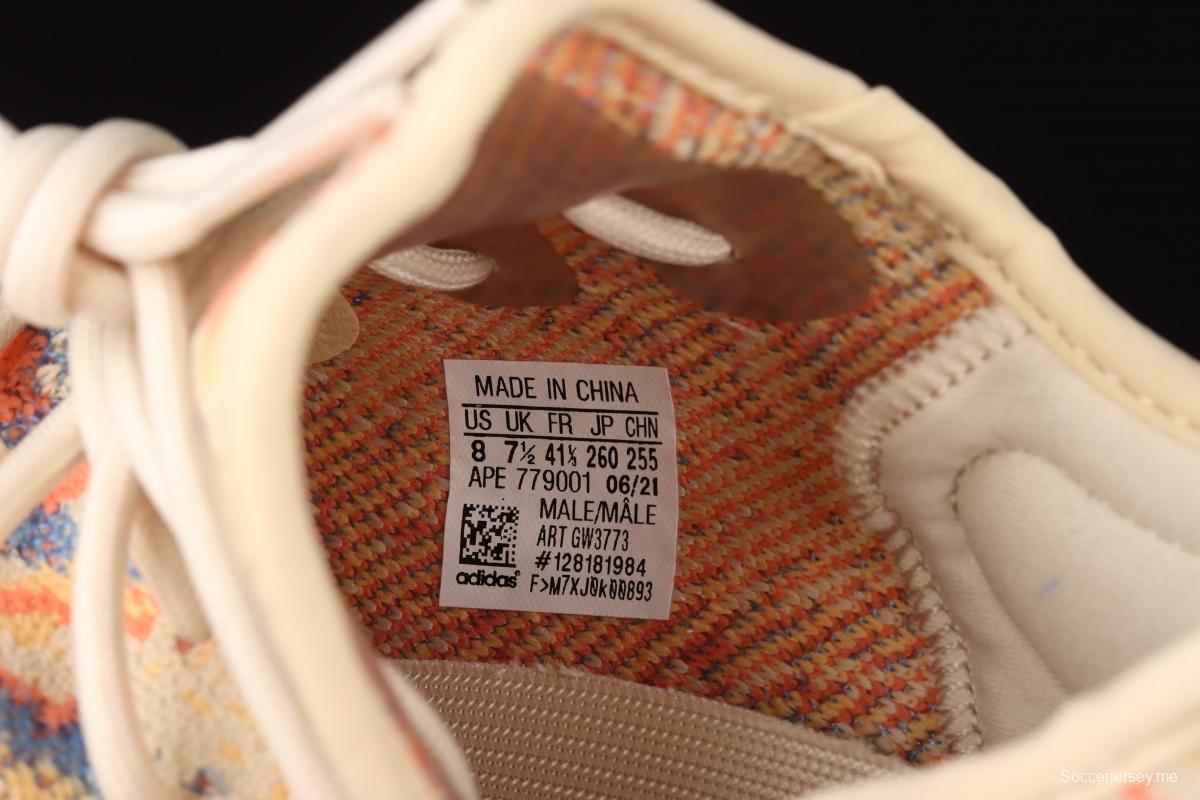 MADE IN CHINA
US UK FR JP CHN
8 7½ 41⅓ 260 255
APE 779001 06/21
MALE/MÂLE
ART GW3773
#128181984
adidas®
F>M7XJ0k00893
Soccerjersey.me